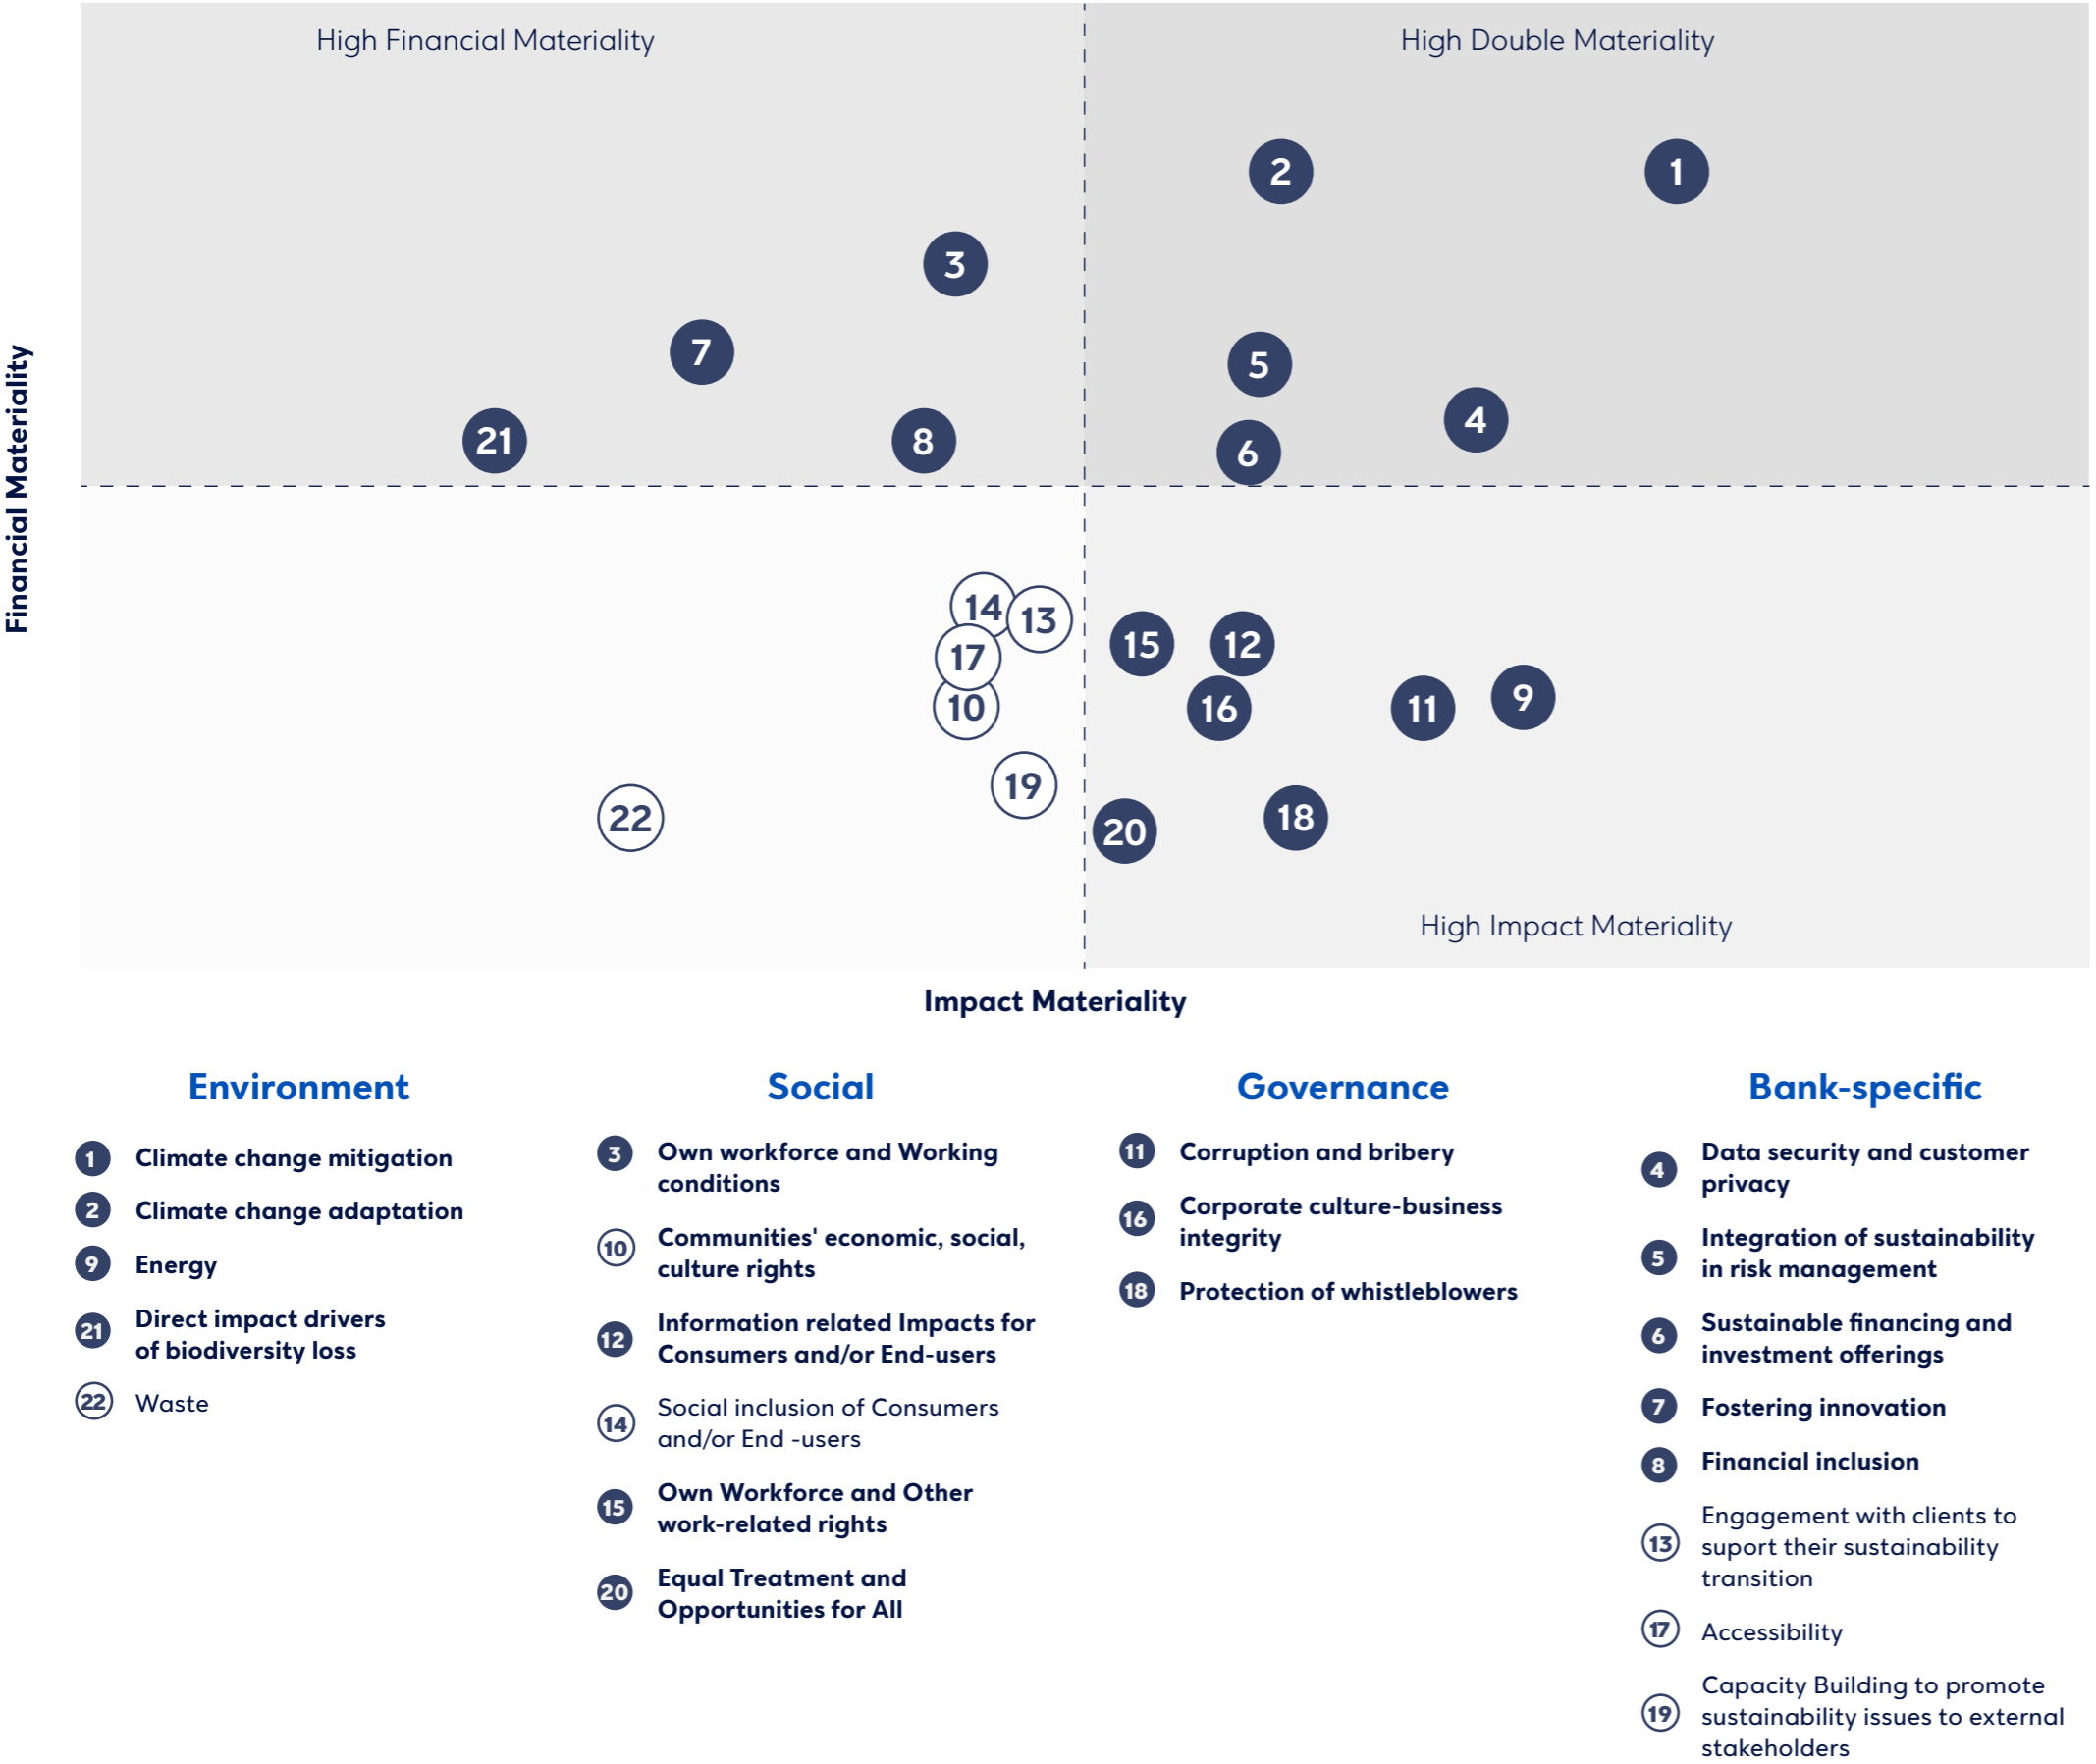 High Financial Materiality
High Double Materiality
2
1
3
7
5
4
21
8
6
Financial Materiality
14
13
17
10
15
12
16
11
9
19
22
20
18
High Impact Materiality
Impact Materiality
Environment
1 Climate change mitigation
2 Climate change adaptation
9 Energy
21 Direct impact drivers
of biodiversity loss
22 Waste
Social
3 Own workforce and Working
conditions
10 Communities' economic, social,
culture rights
12 Information related Impacts for
Consumers and/or End-users
14 Social inclusion of Consumers
and/or End -users
15 Own Workforce and Other
work-related rights
20 Equal Treatment and
Opportunities for All
Governance
11 Corruption and bribery
16 Corporate culture-business
integrity
18 Protection of whistleblowers
Bank-specific
4 Data security and customer
privacy
5 Integration of sustainability
in risk management
6 Sustainable financing and
investment offerings
7 Fostering innovation
8 Financial inclusion
13 Engagement with clients to
suport their sustainability
transition
17 Accessibility
19 Capacity Building to promote
sustainability issues to external
stakeholders